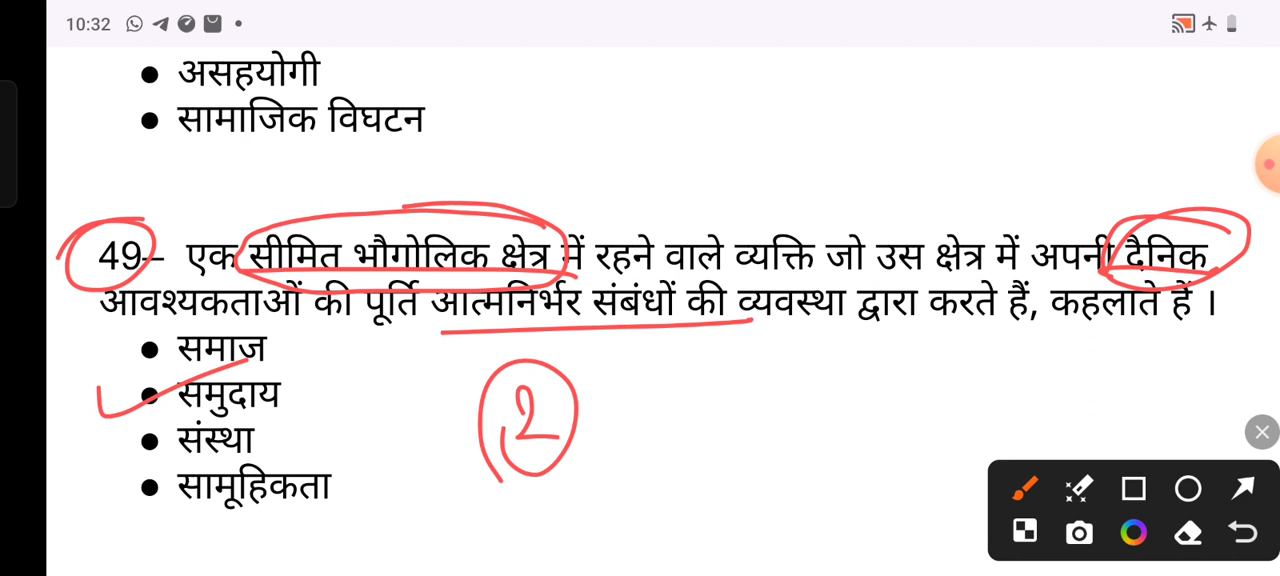 10:32
● असहयोगी
● सामाजिक विघटन
49– एक सीमित भौगोलिक क्षेत्र में रहने वाले व्यक्ति जो उस क्षेत्र में अपनी दैनिक
आवश्यकताओं की पूर्ति आत्मनिर्भर संबंधों की व्यवस्था द्वारा करते हैं, कहलाते हैं ।
● समाज
● समुदाय
● संस्था
● सामूहिकता
2